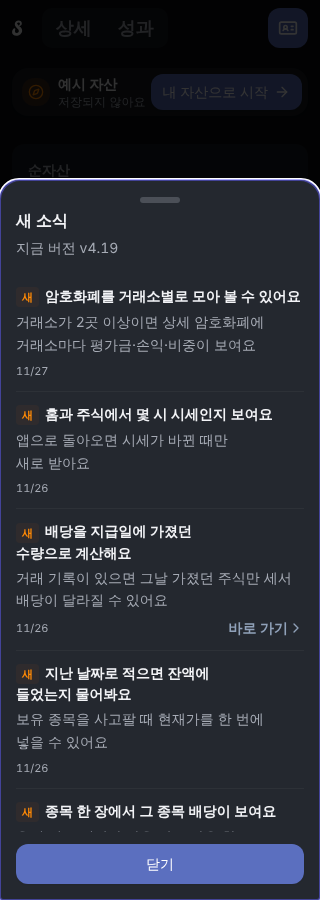 S
상세 성과
예시 자산
저장되지 않아요
내 자산으로 시작 →
순자산
새 소식
지금 버전 v4.19
새 암호화폐를 거래소별로 모아 볼 수 있어요
거래소가 2곳 이상이면 상세 암호화폐에
거래소마다 평가금·손익·비중이 보여요
11/27
새 홈과 주식에서 몇 시 시세인지 보여요
앱으로 돌아오면 시세가 바뀐 때만
새로 받아요
11/26
새 배당을 지급일에 가졌던
수량으로 계산해요
거래 기록이 있으면 그날 가졌던 주식만 세서
배당이 달라질 수 있어요
11/26
바로 가기 >
새 지난 날짜로 적으면 잔액에
들었는지 물어봐요
보유 종목을 사고팔 때 현재가를 한 번에
넣을 수 있어요
11/26
새 종목 한 장에서 그 종목 배당이 보여요
닫기